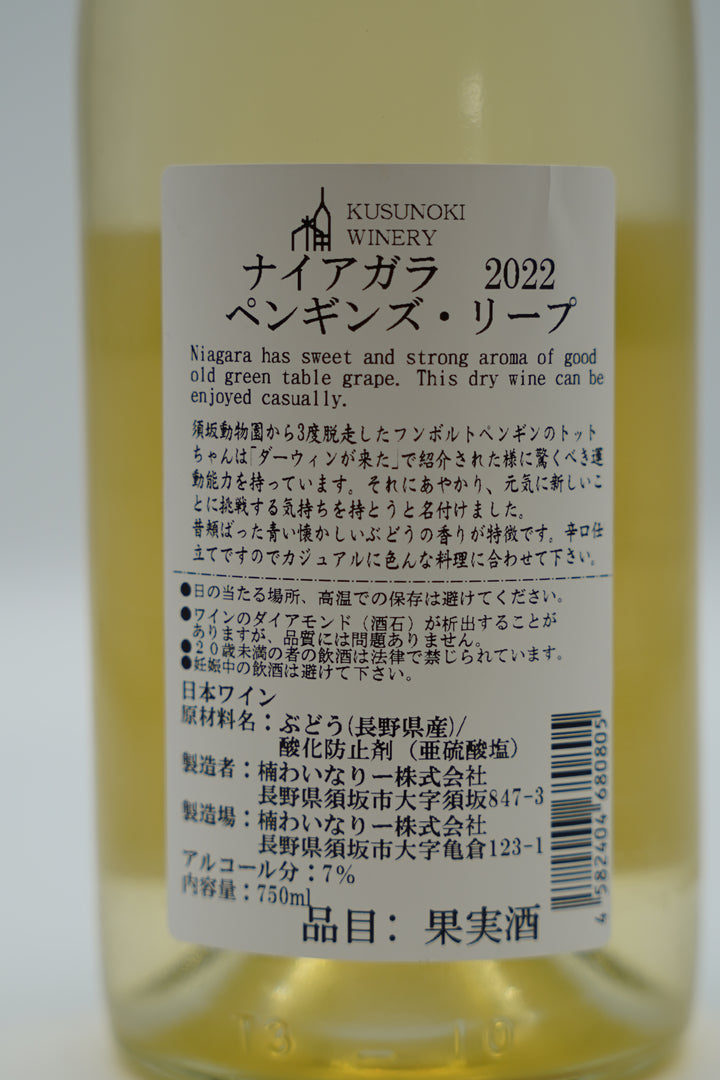 KUSUNOKI
WINERY
ナイアガラ　2022
ペンギンズ・リープ
Niagara has sweet and strong aroma of good
old green table grape. This dry wine can be
enjoyed casually.
須坂動物園から3度脱走したフンボルトペンギンのトット
ちゃんは「ダーウィンが来た」で紹介された様に驚くべき運
動能力を持っています。それにあやかり、元気に新しいこ
とに挑戦する気持ちを持とうと名付けました。
昔頬ばった青い懐かしいぶどうの香りが特徴です。辛口仕
立てですのでカジュアルに色んな料理に合わせて下さい。
●日の当たる場所、高温での保存は避けてください。
●ワインのダイアモンド（酒石）が析出することが
ありますが、品質には問題ありません。
●２０歳未満の者の飲酒は法律で禁じられています。
●妊娠中の飲酒は避けて下さい。
日本ワイン
原材料名：ぶどう(長野県産)/
酸化防止剤（亜硫酸塩）
製造者：楠わいなりー株式会社
長野県須坂市大字須坂847-3
製造場：楠わいなりー株式会社
長野県須坂市大字亀倉123-1
アルコール分：7%
内容量：750ml
品目：果実酒
4582404680805
13 — 10